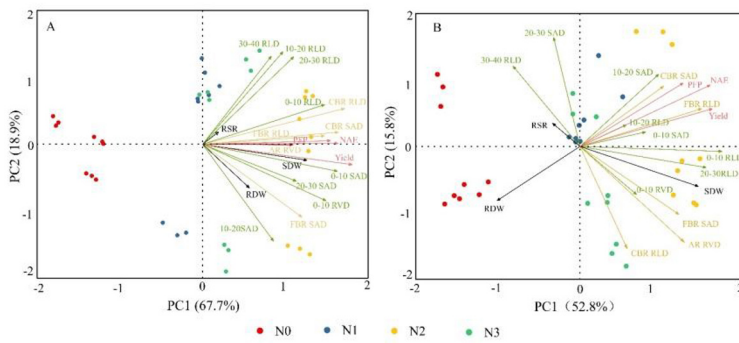 A
B
2
1
0
-1
-2
PC2 (18.9%)
30-40 RLD
10-20 RLD
20-30 RLD
0-10 RLD
CBR RLD
RSR
CBR SAD
FBR RLD
PFP
NAE
AR RVD
Yield
SDW
0-10 SAD
20-30 SAD
RDW
0-10 RVD
FBR SAD
10-20SAD
-2
-1
0
1
2
PC1 (67.7%)
2
1
0
-1
-2
PC2 (15.8%)
20-30 SAD
30-40 RLD
10-20 SAD
CBR SAD
PFP
NAE
FBR RLD
Yield
RSR
10-20 RLD
0-10 SAD
0-10 RLD
20-30RLD
SDW
0-10 RVD
RDW
FBR SAD
AR RVD
CBR RLD
-2
-1
0
1
2
PC1 (52.8%)
N0
N1
N2
N3